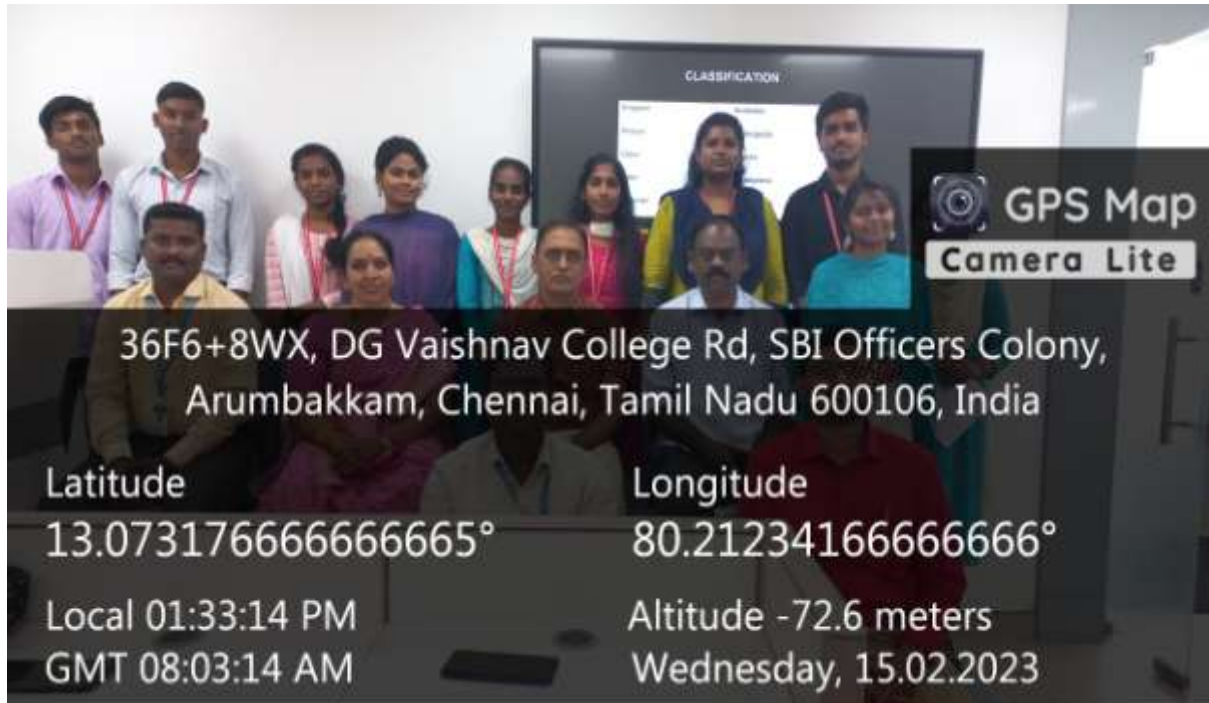 CLASSIFICATION
GPS Map
Camera Lite
36F6+8WX, DG Vaishnav College Rd, SBI Officers Colony,
Arumbakkam, Chennai, Tamil Nadu 600106, India
Latitude
13.073176666666665°
Longitude
80.21234166666666°
Local 01:33:14 PM
GMT 08:03:14 AM
Altitude -72.6 meters
Wednesday, 15.02.2023